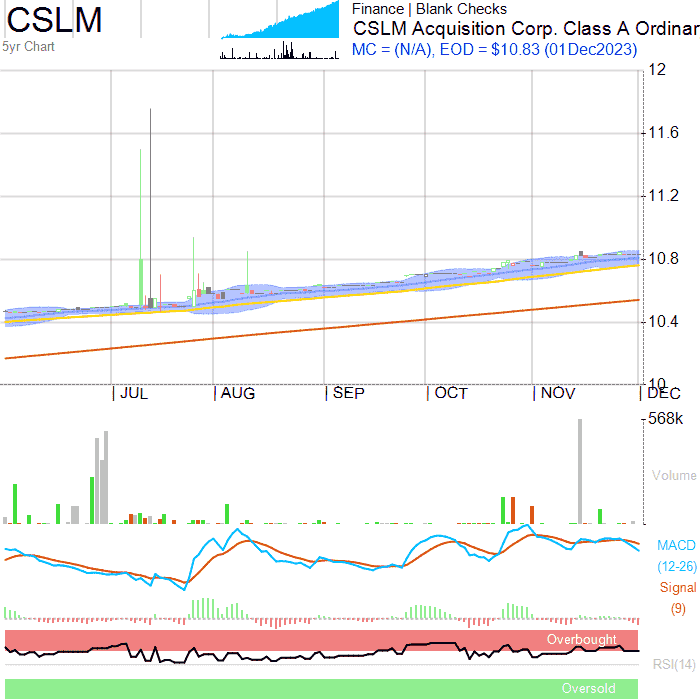 CSLM
5yr Chart
Finance | Blank Checks
CSLM Acquisition Corp. Class A Ordinar
MC = (N/A), EOD = $10.83 (01Dec2023)
12
11.6
11.2
10.8
10.4
10
JUL
AUG
SEP
OCT
NOV
DEC
568k
Volume
MACD
(12-26)
Signal
(9)
Overbought
RSI(14)
Oversold